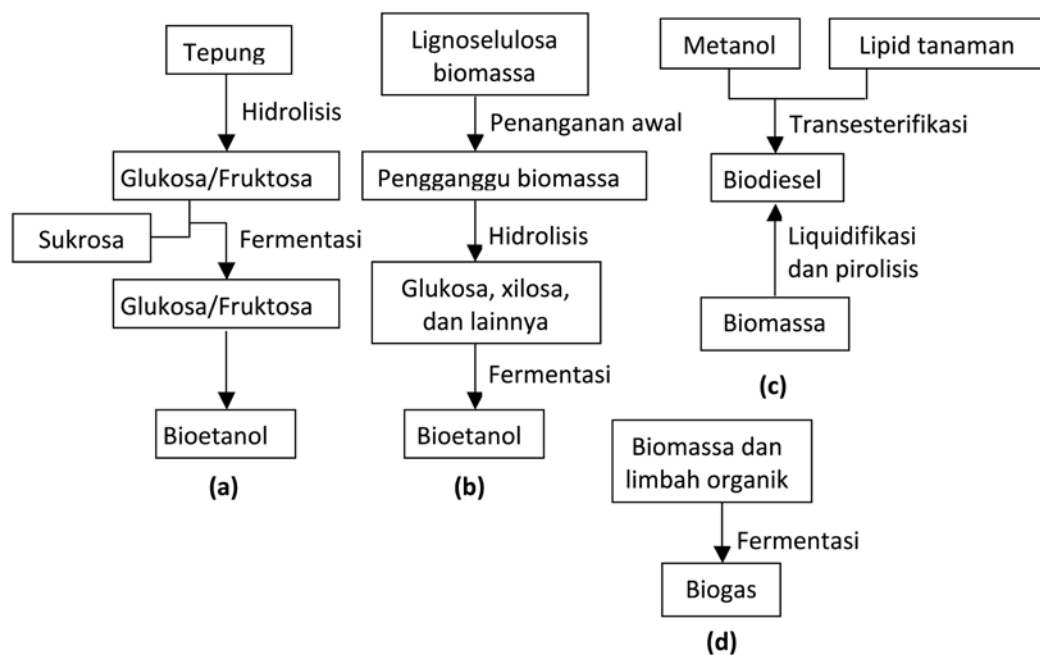 Tepung
Hidrolisis
Glukosa/Fruktosa
Sukrosa
Fermentasi
Glukosa/Fruktosa
Bioetanol
(a)
Lignoselulosa
biomassa
Penanganan awal
Pengganggu biomassa
Hidrolisis
Glukosa, xilosa,
dan lainnya
Fermentasi
Bioetanol
(b)
Metanol
Lipid tanaman
Transesterifikasi
Biodiesel
Liquidifikasi
dan pirolisis
Biomassa
(c)
Biomassa dan
limbah organik
Fermentasi
Biogas
(d)